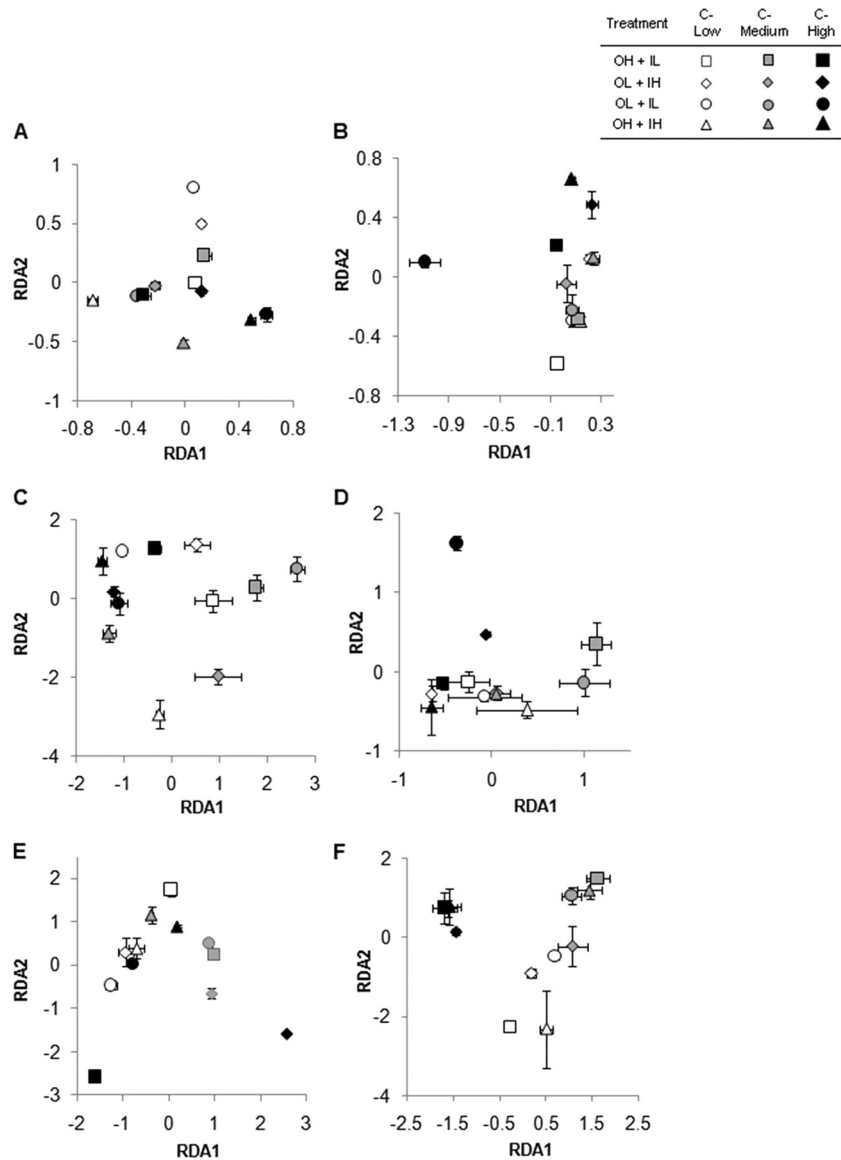 Treatment C-Low C-Medium C-High
OH + IL
OL + IH
OL + IL
OH + IH
A
RDA2
1
0.5
0
-0.5
-1
-0.8 -0.4 0 0.4 0.8
RDA1
B
RDA2
0.8
0.4
0
-0.4
-0.8
-1.3 -0.9 -0.5 -0.1 0.3
RDA1
C
RDA2
2
0
-2
-4
-2 -1 0 1 2 3
RDA1
D
RDA2
2
1
0
-1
-1 0 1
RDA1
E
RDA2
3
2
1
0
-1
-2
-3
-2 -1 0 1 2 3
RDA1
F
RDA2
2
0
-2
-4
-2.5 -1.5 -0.5 0.5 1.5 2.5
RDA1